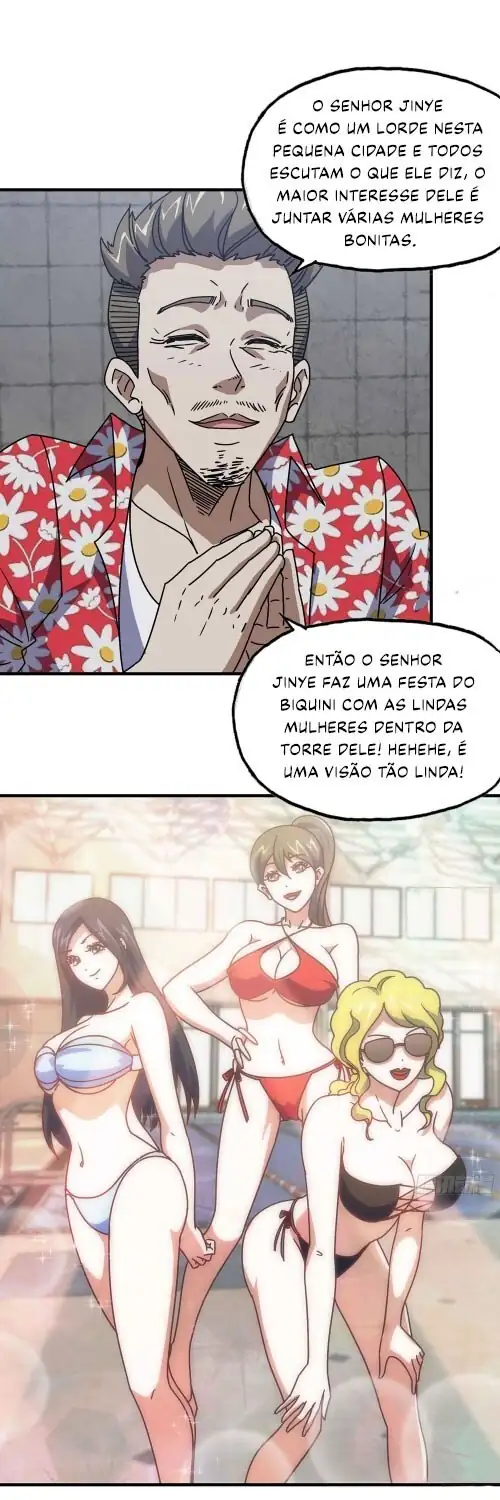 O SENHOR JINYE
É COMO UM LORDE NESTA
PEQUENA CIDADE E TODOS
ESCUTAM O QUE ELE DIZ, O
MAIOR INTERESSE DELE É
JUNTAR VÁRIAS MULHERES
BONITAS.
ENTÃO O SENHOR
JINYE FAZ UMA FESTA DO
BIQUINI COM AS LINDAS
MULHERES DENTRO DA
TORRE DELE! HEHEHE, É
UMA VISÃO TÃO LINDA!